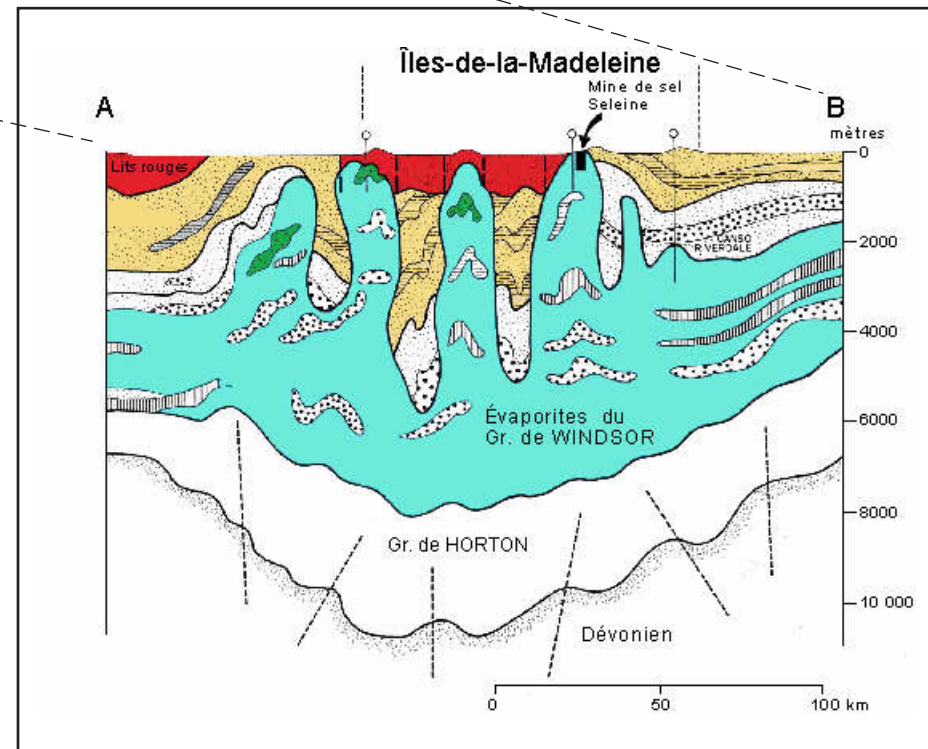 Îles-de-la-Madeleine
A
Mine de sel
Seleine
B
mètres
0
Lits rouges
CANSO
RIVERDALE
2000
4000
Évaporites du
Gr. de WINDSOR
6000
8000
Gr. de HORTON
10 000
Dévonien
0 50 100 km